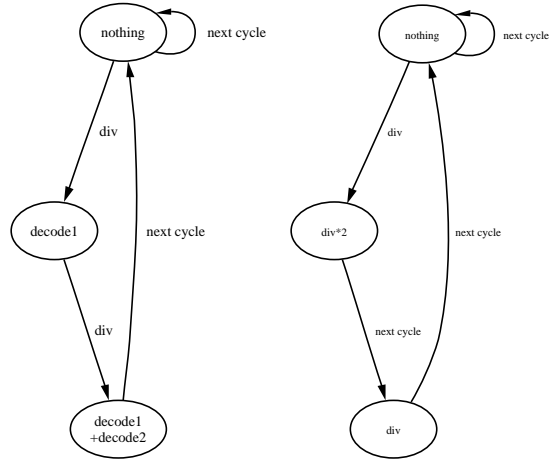 nothing
next cycle
div
decode1
next cycle
div
decode1
+decode2
nothing
next cycle
div
div*2
next cycle
next cycle
div